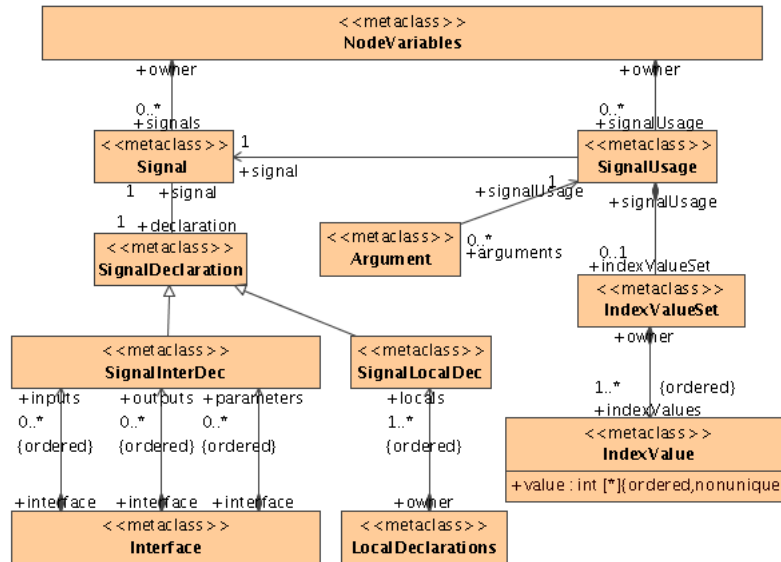 <<metaclass>>
NodeVariables
+owner
+owner
0..*
+signals
0..*
+signalUsage
<<metaclass>>
Signal
1
+signal
<<metaclass>>
SignalUsage
1
+signal
1
+signalUsage
+signalUsage
1
+declaration
<<metaclass>>
SignalDeclaration
<<metaclass>>
Argument
0..*
+arguments
0..1
+indexValueSet
<<metaclass>>
IndexValueSet
+owner
<<metaclass>>
SignalInterDec
<<metaclass>>
SignalLocalDec
+inputs
+outputs
+parameters
0..*
0..*
0..*
{ordered}
{ordered}
{ordered}
+locals
1..*
{ordered}
1..*
{ordered}
+indexValues
<<metaclass>>
IndexValue
+value : int [*]{ordered,nonunique
+interface
+interface
+interface
+owner
<<metaclass>>
Interface
<<metaclass>>
LocalDeclarations